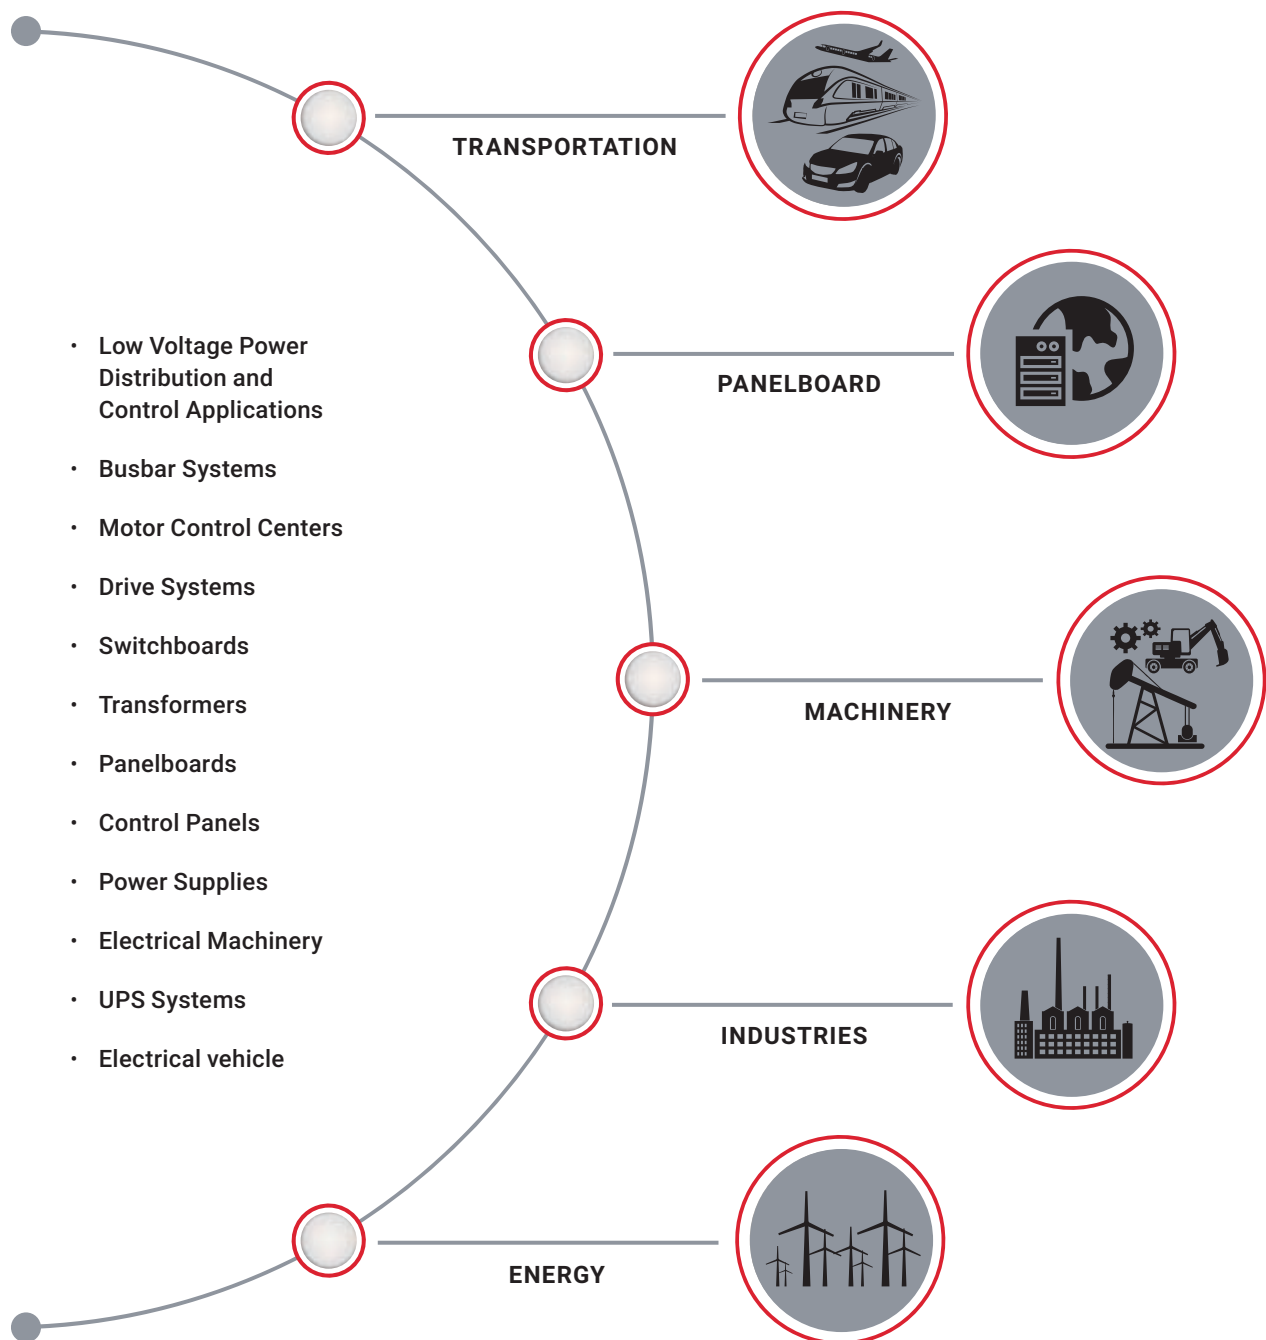 TRANSPORTATION
PANELBOARD
• Low Voltage Power
Distribution and
Control Applications
• Busbar Systems
• Motor Control Centers
• Drive Systems
• Switchboards
• Transformers
• Panelboards
• Control Panels
• Power Supplies
• Electrical Machinery
• UPS Systems
• Electrical vehicle
MACHINERY
INDUSTRIES
ENERGY